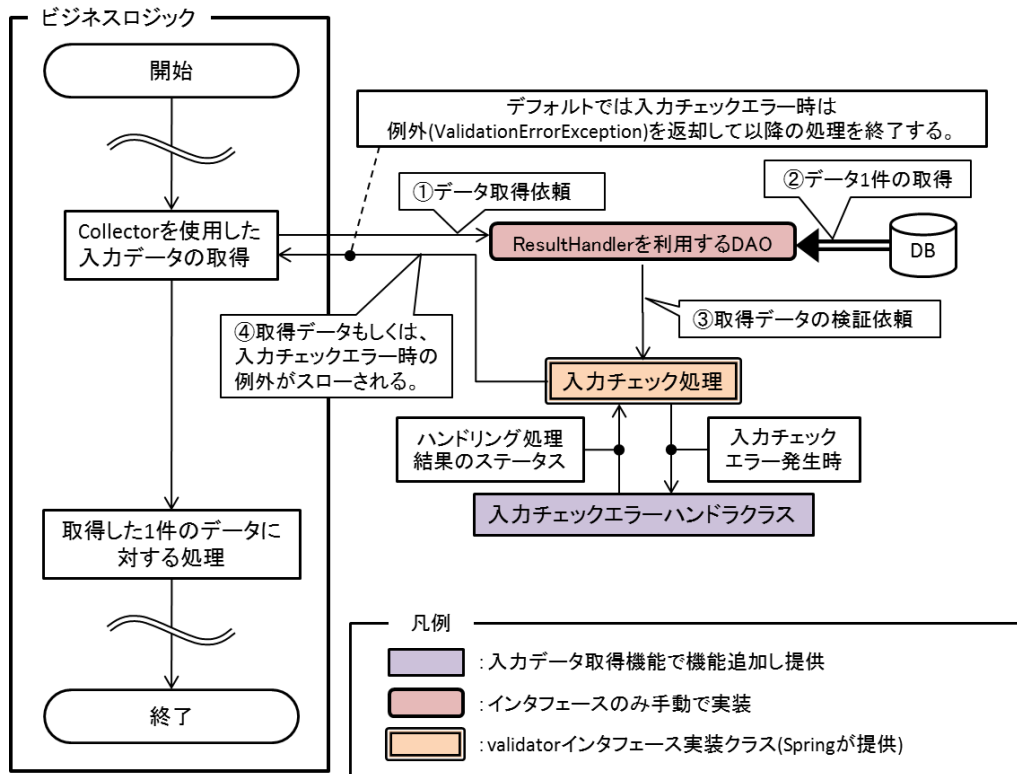 ビジネスロジック
開始
デフォルトでは入力チェックエラー時は
例外(ValidationErrorException)を返却して以降の処理を終了する。
①データ取得依頼
②データ1件の取得
Collectorを使用した
入力データの取得
ResultHandlerを利用するDAO
DB
③取得データの検証依頼
④取得データもしくは、
入力チェックエラー時の
例外がスローされる。
入力チェック処理
ハンドリング処理
結果のステータス
入力チェック
エラー発生時
入力チェックエラーハンドラクラス
取得した1件のデータに
対する処理
終了
凡例
：入力データ取得機能で機能追加し提供
：インタフェースのみ手動で実装
：validatorインタフェース実装クラス(Springが提供)